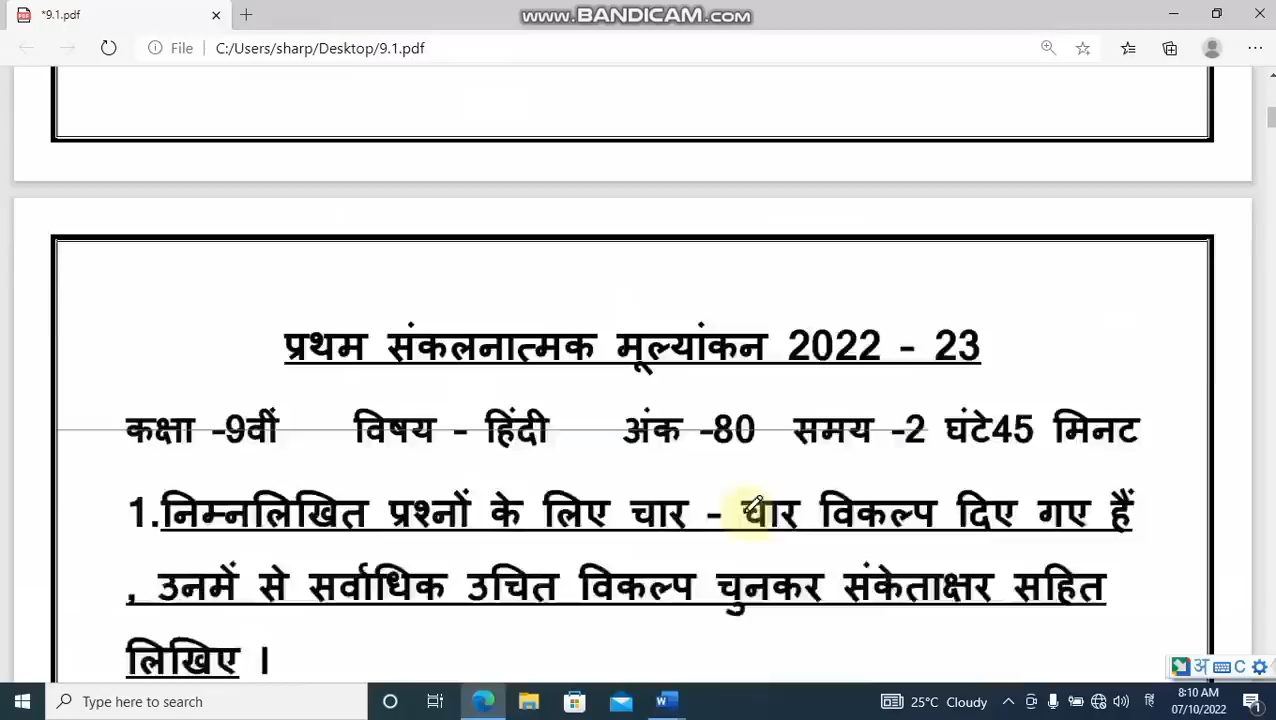 *9.1.pdf
www.BANDICAM.com
File
C:/Users/sharp/Desktop/9.1.pdf
प्रथम संकलनात्मक मूल्यांकन 2022 - 23
कक्षा -9वीं विषय - हिंदी अंक -80 समय -2 घंटे45 मिनट
1.निम्नलिखित प्रश्नों के लिए चार - चार विकल्प दिए गए हैं
, उनमें से सर्वाधिक उचित विकल्प चुनकर संकेताक्षर सहित
लिखिए ।
अ C
Type here to search
W
25°C Cloudy
हिं
8:10 AM
07/10/2022
1